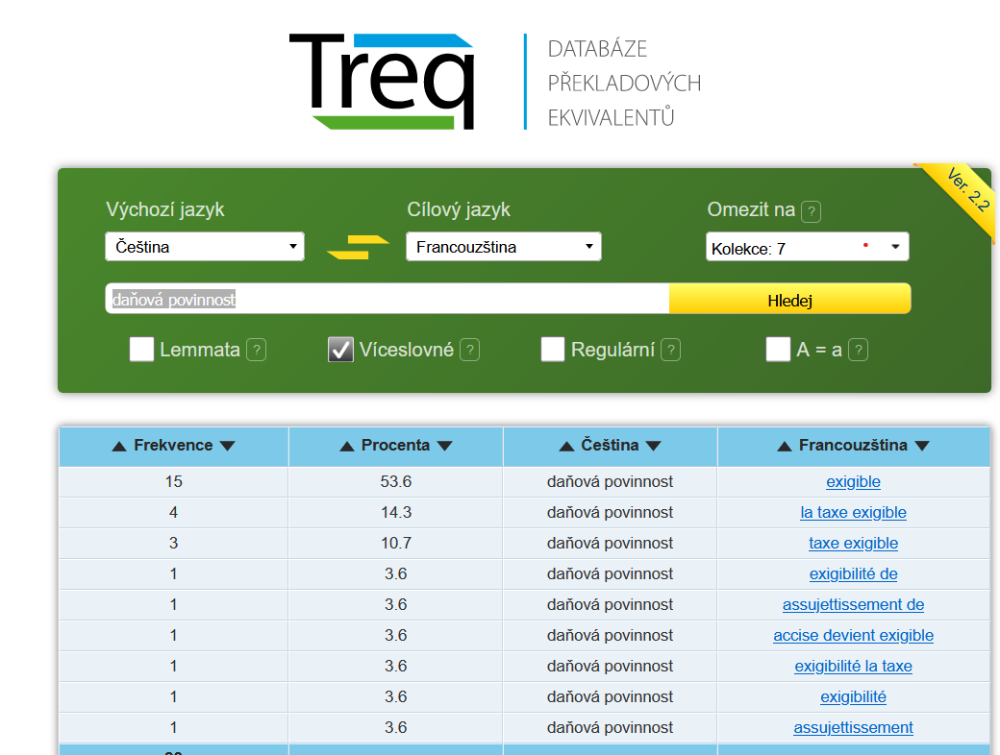 Treq
DATABÁZE
PŘEKLADOVÝCH
EKVIVALENTŮ
Ver. 2.2
Výchozí jazyk Cílový jazyk Omezit na ?
Čeština Francouzština Kolekce: 7
daňová povinnost Hledej
Lemmata ? Víceslovné ? Regulární ? A = a ?
▲ Frekvence ▼ ▲ Procenta ▼ ▲ Čeština ▼ ▲ Francouzština ▼
15 53.6 daňová povinnost exigible
4 14.3 daňová povinnost la taxe exigible
3 10.7 daňová povinnost taxe exigible
1 3.6 daňová povinnost exigibilité de
1 3.6 daňová povinnost assujettissement de
1 3.6 daňová povinnost accise devient exigible
1 3.6 daňová povinnost exigibilité la taxe
1 3.6 daňová povinnost exigibilité
1 3.6 daňová povinnost assujettissement